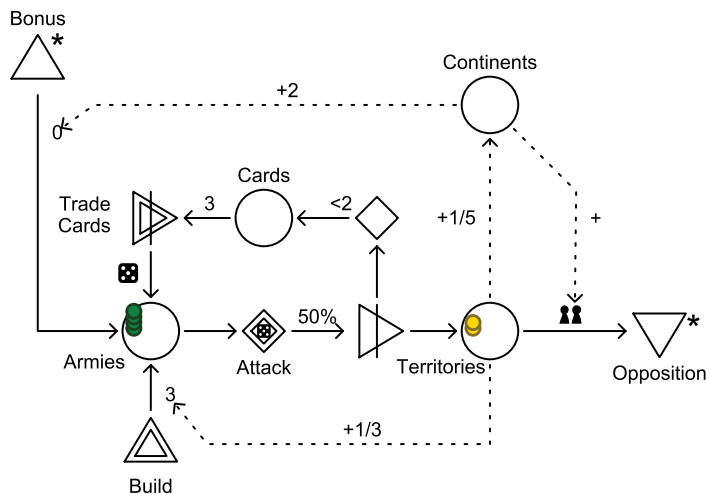 Bonus
*
Continents
+2
0
Cards
Trade
Cards
3
<2
+1/5
+
50%
Armies
Attack
Territories
*
Opposition
3
+1/3
Build